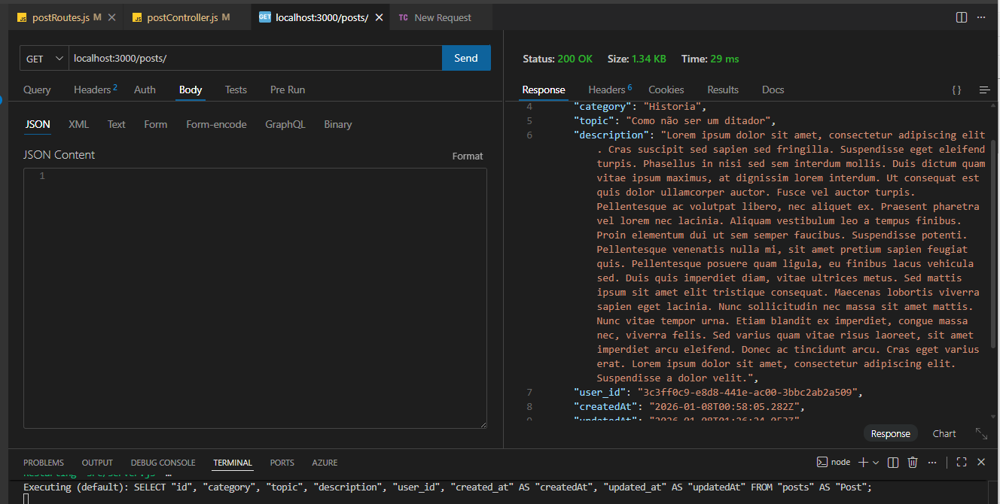 postRoutes.js M
postController.js M
GET localhost:3000/posts/
TC New Request
GET localhost:3000/posts/ Send
Query Headers 2 Auth Body Tests Pre Run
JSON XML Text Form Form-encode GraphQL Binary
JSON Content Format
1
Status: 200 OK Size: 1.34 KB Time: 29 ms
Response Headers 6 Cookies Results Docs {}
4 "category": "Historia",
5 "topic": "Como não ser um ditador",
6 "description": "Lorem ipsum dolor sit amet, consectetur adipiscing elit
. Cras suscipit sed sapien sed fringilla. Suspendisse eget eleifend
turpis. Phasellus in nisi sed sem interdum mollis. Duis dictum quam
vitae ipsum maximus, at dignissim lorem interdum. Ut consequat est
quis dolor ullamcorper auctor. Fusce vel auctor turpis.
Pellentesque ac volutpat libero, nec aliquet ex. Praesent pharetra
vel lorem nec lacinia. Aliquam vestibulum leo a tempus finibus.
Proin elementum dui ut sem semper faucibus. Suspendisse potenti.
Pellentesque venenatis nulla mi, sit amet pretium sapien feugiat
quis. Pellentesque posuere quam ligula, eu finibus lacus vehicula
sed. Duis quis imperdiet diam, vitae ultrices metus. Sed mattis
ipsum sit amet elit tristique consequat. Maecenas lobortis viverra
sapien eget lacinia. Nunc sollicitudin nec massa sit amet mattis.
Nunc vitae tempor urna. Etiam blandit ex imperdiet, congue massa
nec, viverra felis. Sed varius quam vitae risus laoreet, sit amet
imperdiet arcu eleifend. Donec ac tincidunt arcu. Cras eget varius
erat. Lorem ipsum dolor sit amet, consectetur adipiscing elit.
Suspendisse a dolor velit.",
7 "user_id": "3c3ff0c9-e8d8-441e-ac00-3bbc2ab2a509",
8 "createdAt": "2026-01-08T00:58:05.282Z",
9 "updatedAt":
Response Chart
PROBLEMS OUTPUT DEBUG CONSOLE TERMINAL PORTS AZURE
node
Restarting 'src/server.js'
Executing (default): SELECT "id", "category", "topic", "description", "user_id", "created_at" AS "createdAt", "updated_at" AS "updatedAt" FROM "posts" AS "Post";